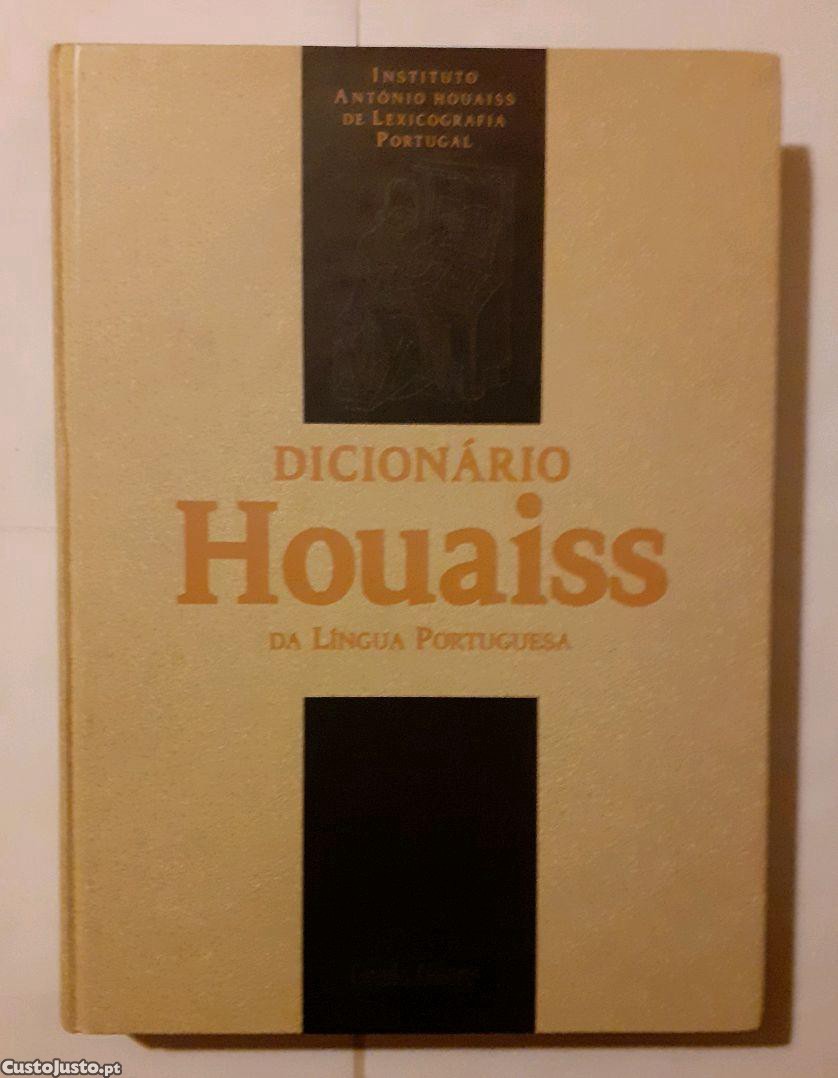 INSTITUTO
ANTÓNIO HOUAISS
DE LEXICOGRAFIA
PORTUGAL
DICIONÁRIO
Houaiss
DA LÍNGUA PORTUGUESA
CustoJusto.pt